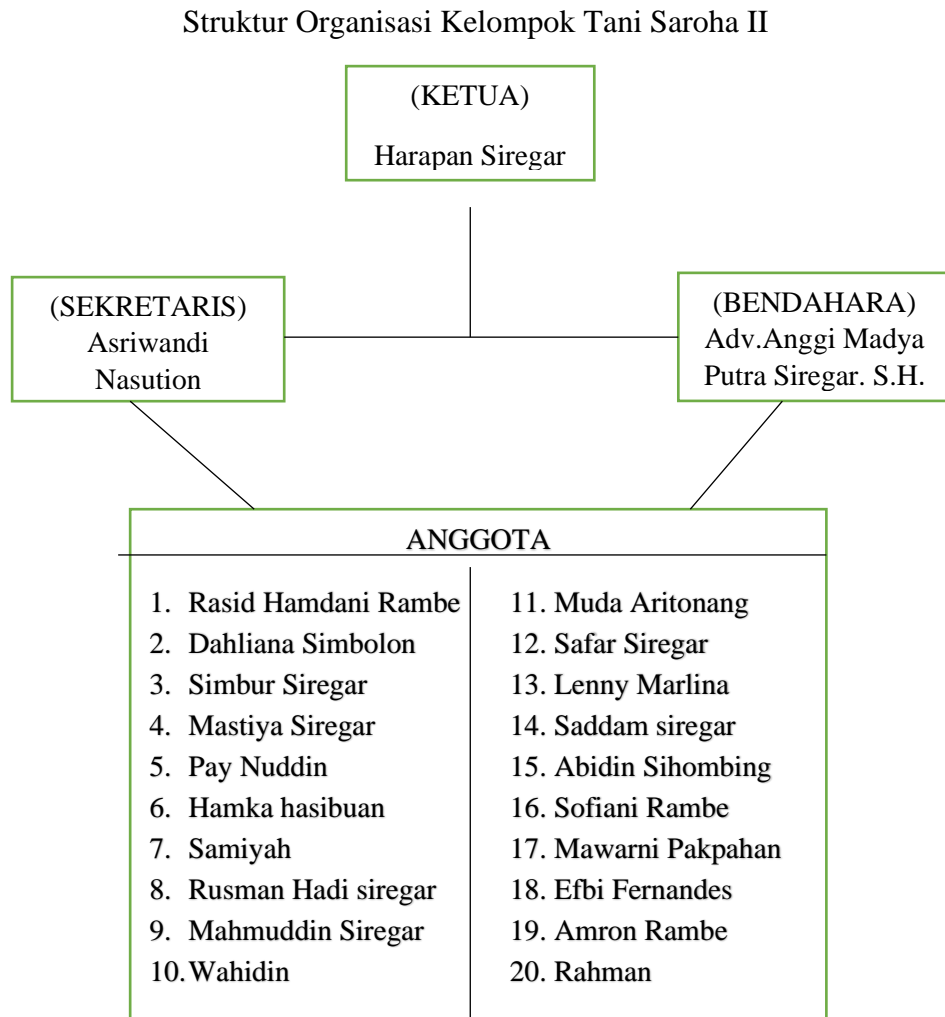 Struktur Organisasi Kelompok Tani Saroha II
(KETUA)
Harapan Siregar
(SEKRETARIS)
Asriwandi
Nasution
(BENDAHARA)
Adv.Anggi Madya
Putra Siregar. S.H.
ANGGOTA
1. Rasid Hamdani Rambe
2. Dahliana Simbolon
3. Simbur Siregar
4. Mastiya Siregar
5. Pay Nuddin
6. Hamka hasibuan
7. Samiyah
8. Rusman Hadi siregar
9. Mahmuddin Siregar
10. Wahidin
11. Muda Aritonang
12. Safar Siregar
13. Lenny Marlina
14. Saddam siregar
15. Abidin Sihombing
16. Sofiani Rambe
17. Mawarni Pakpahan
18. Efbi Fernandes
19. Amron Rambe
20. Rahman